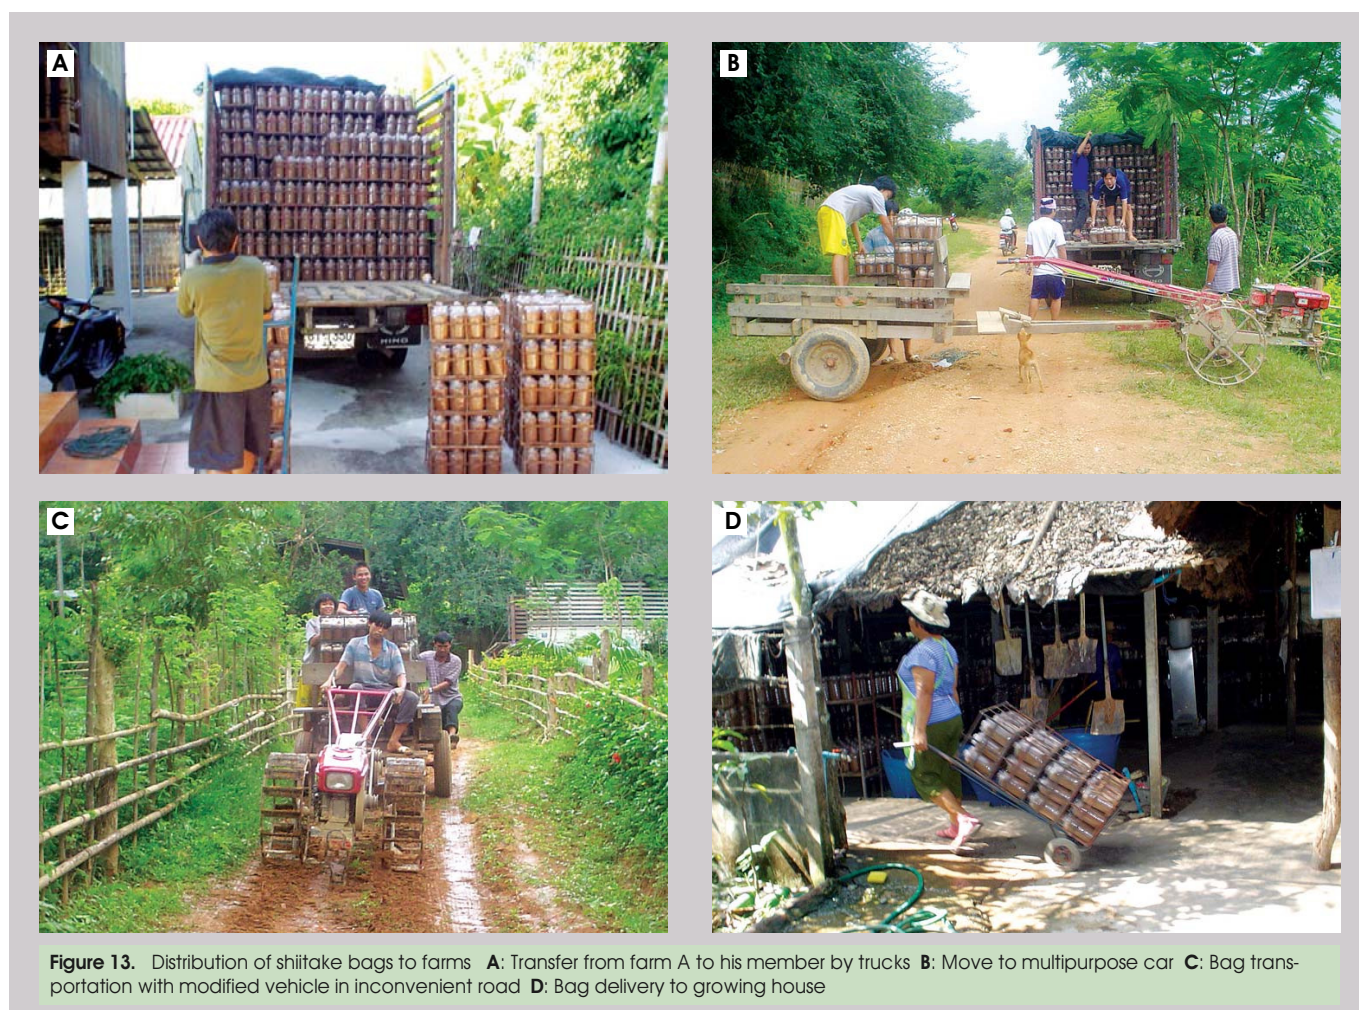 A
B
HINO
C
D
Figure 13. Distribution of shiitake bags to farms A: Transfer from farm A to his member by trucks B: Move to multipurpose car C: Bag trans-
portation with modified vehicle in inconvenient road D: Bag delivery to growing house